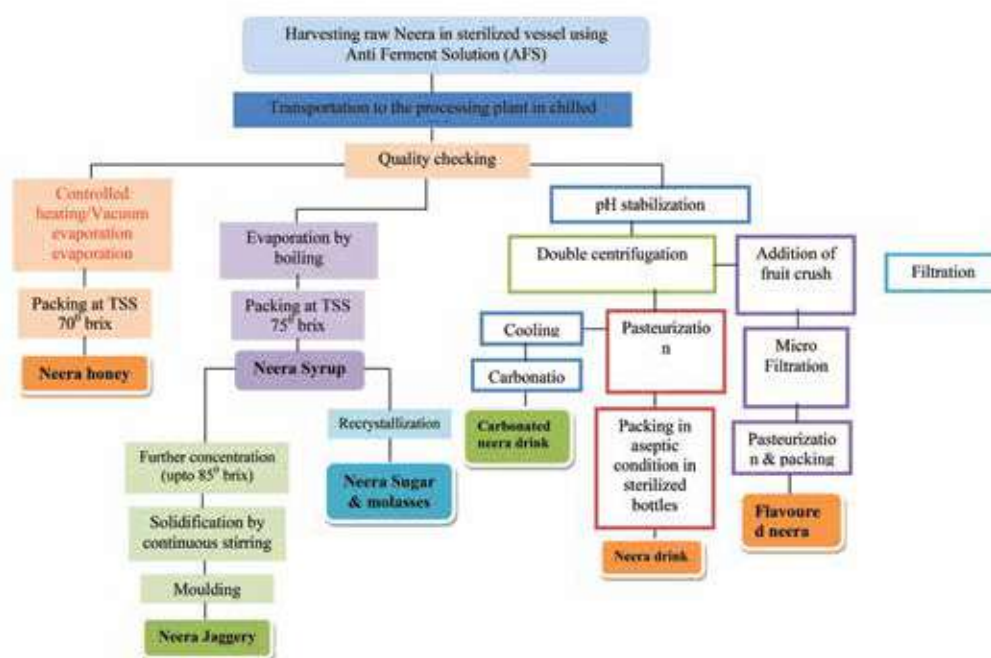 Harvesting raw Neera in sterilized vessel using
Anti Ferment Solution (AFS)
Transportation to the processing plant in chilled
Quality checking
Controlled
heating/Vacuum
evaporation
evaporation
Packing at TSS
70⁰ brix
Neera honey
Evaporation by
boiling
Packing at TSS
75⁰ brix
Neera Syrup
Further concentration
(upto 85⁰ brix)
Solidification by
continuous stirring
Moulding
Neera Jaggery
Recrystallization
Neera Sugar
& molasses
pH stabilization
Double centrifugation
Cooling
Carbonatio
Carbonated
neera drink
Pasteurizatio
n
Packing in
aseptic
condition in
sterilized
bottles
Neera drink
Addition of
fruit crush
Micro
Filtration
Pasteurizatio
n & packing
Flavoure
d neera
Filtration